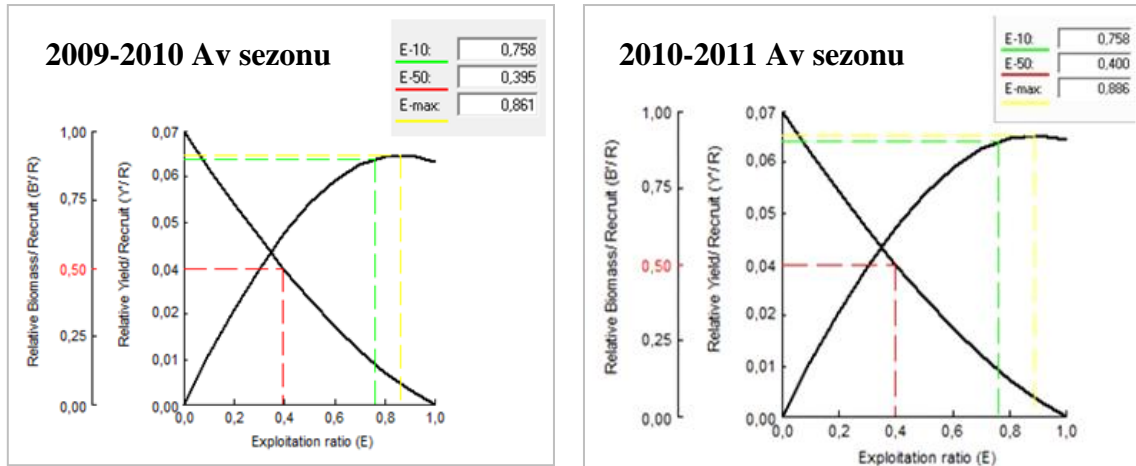 2009-2010 Av sezonu
E-10: 0,758
E-50: 0,395
E-max: 0,861
Relative Biomass/ Recruit (B'/ R)
1,00
0,75
0,50
0,25
0,00
Relative Yield/ Recruit (Y'/ R)
0,07
0,06
0,05
0,04
0,02
0,01
0,00
0,0 0,2 0,4 0,6 0,8 1,0
Exploitation ratio (E)
2010-2011 Av sezonu
E-10: 0,758
E-50: 0,400
E-max: 0,886
Relative Biomass/ Recruit (B'/ R)
1,00
0,75
0,50
0,25
0,00
Relative Yield/ Recruit (Y'/ R)
0,07
0,06
0,05
0,04
0,02
0,01
0,00
0,0 0,2 0,4 0,6 0,8 1,0
Exploitation ratio (E)